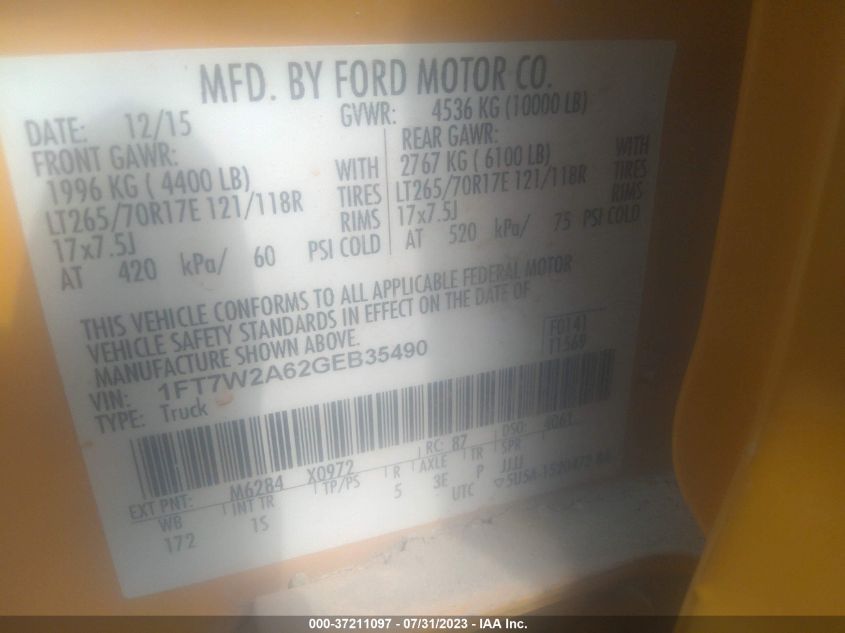 MFD. BY FORD MOTOR CO.
DATE: 12/15 GVWR: 4536 KG (10000 LB)
FRONT GAWR: REAR GAWR:
1996 KG ( 4400 LB) WITH 2767 KG ( 6100 LB) WITH
LT265/70R17E 121/118R TIRES LT265/70R17E 121/118R TIRES
17x7.5J RIMS 17x7.5J RIMS
AT 420 kPa/ 60 PSI COLD AT 520 kPa/ 75 PSI COLD
THIS VEHICLE CONFORMS TO ALL APPLICABLE FEDERAL MOTOR
VEHICLE SAFETY STANDARDS IN EFFECT ON THE DATE OF
MANUFACTURE SHOWN ABOVE.
VIN: 1FT7W2A62GEB35490 F0141
TYPE: Truck T1569
EXT PNT: M6284 X0972 RC: 87 DSO:
WB INT TR TP/PS R AXLE TR SPR
172 1S 5 3E P JJJJ
UTC
000-37211097 - 07/31/2023 - IAA Inc.